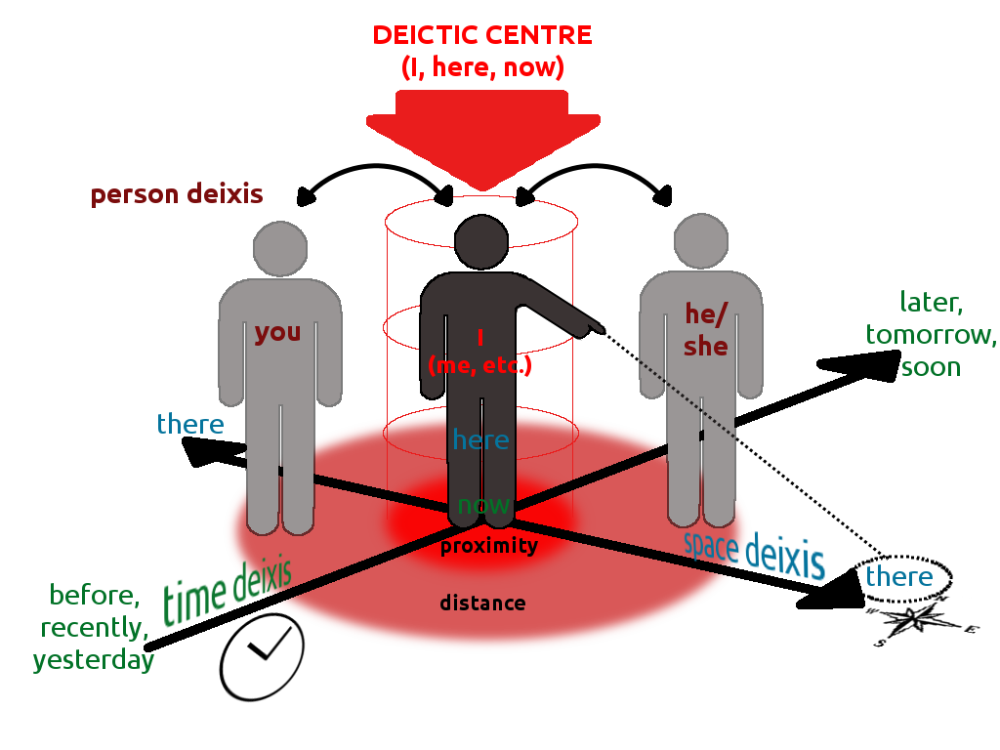 DEICTIC CENTRE
(I, here, now)
person deixis
you
I
(me, etc.)
he/
she
later,
tomorrow,
soon
there
here
now
proximity
distance
space deixis
there
time deixis
before,
recently,
yesterday
N
W
S
E